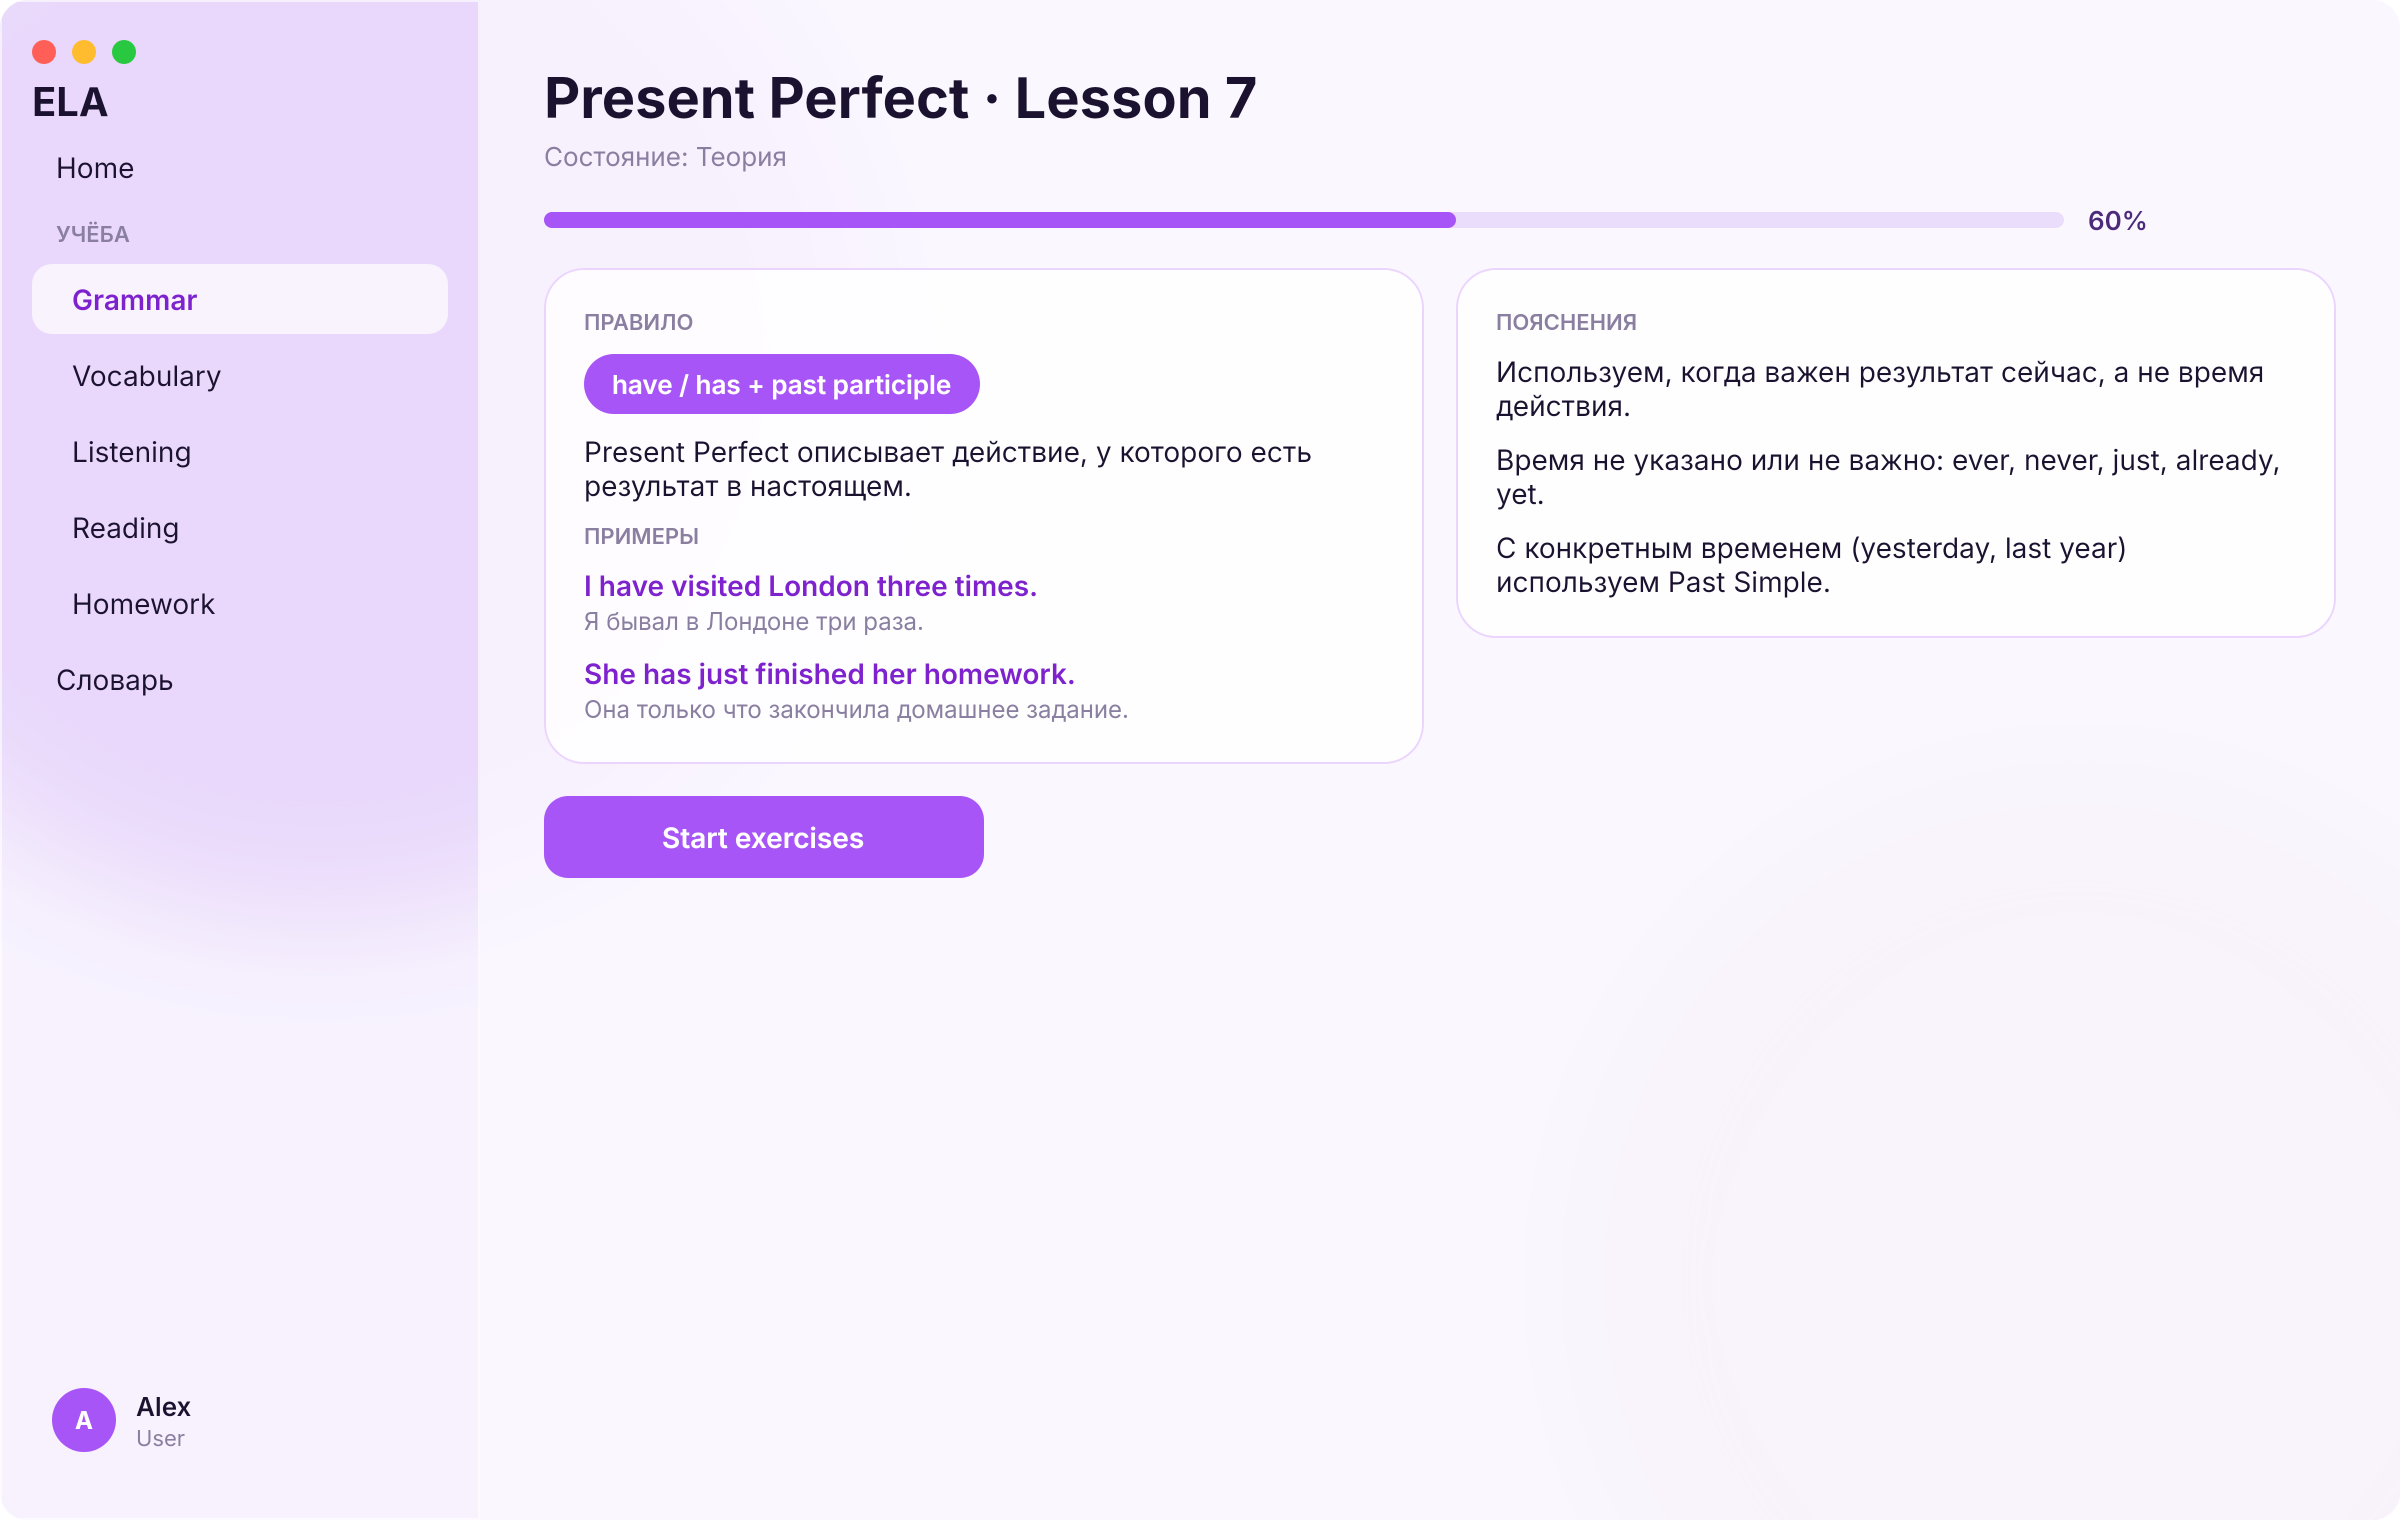 ELA
Home
УЧЁБА
Grammar
Vocabulary
Listening
Reading
Homework
Словарь
A
Alex
User
Present Perfect · Lesson 7
Состояние: Теория
60%
ПРАВИЛО
have / has + past participle
Present Perfect описывает действие, у которого есть
результат в настоящем.
ПРИМЕРЫ
I have visited London three times.
Я бывал в Лондоне три раза.
She has just finished her homework.
Она только что закончила домашнее задание.
ПОЯСНЕНИЯ
Используем, когда важен результат сейчас, а не время
действия.
Время не указано или не важно: ever, never, just, already,
yet.
С конкретным временем (yesterday, last year)
используем Past Simple.
Start exercises